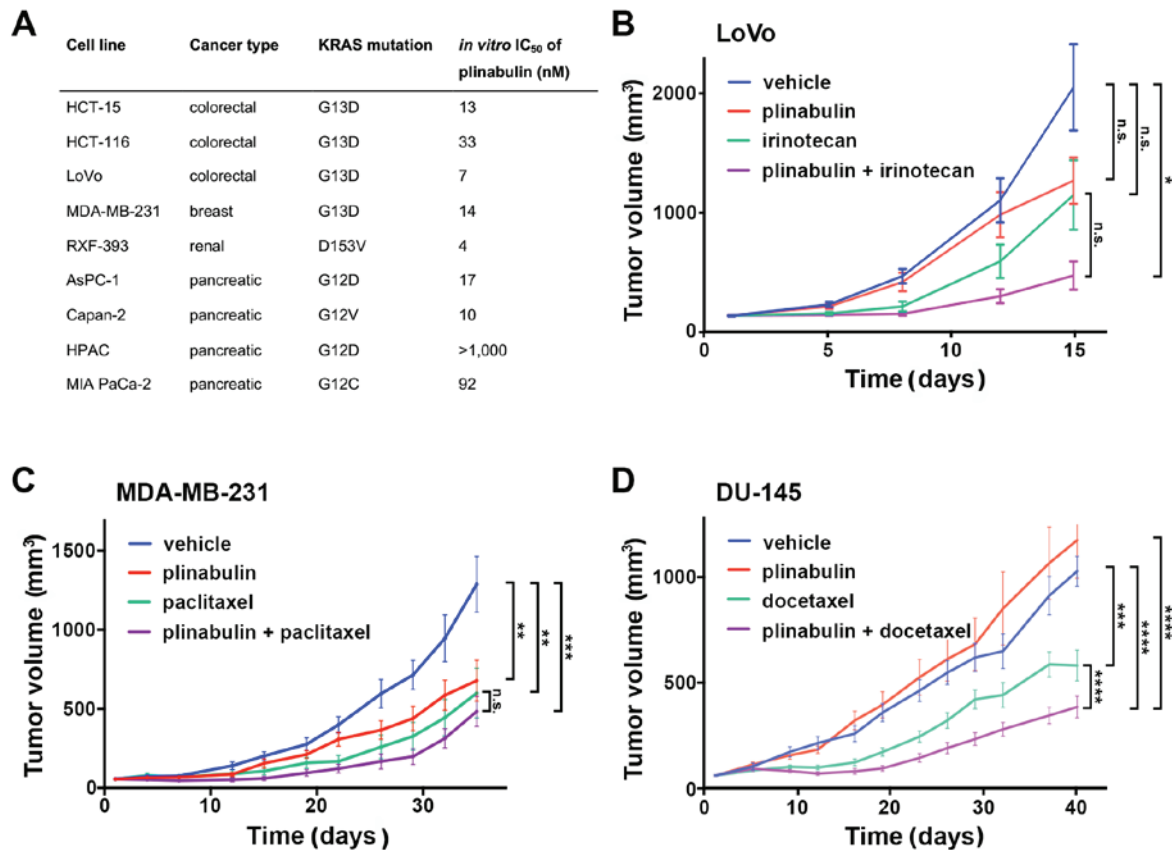 A
Cell line Cancer type KRAS mutation in vitro IC50 of
plinabulin (nM)
HCT-15 colorectal G13D 13
HCT-116 colorectal G13D 33
LoVo colorectal G13D 7
MDA-MB-231 breast G13D 14
RXF-393 renal D153V 4
AsPC-1 pancreatic G12D 17
Capan-2 pancreatic G12V 10
HPAC pancreatic G12D >1,000
MIA PaCa-2 pancreatic G12C 92
B LoVo
vehicle
plinabulin
irinotecan
plinabulin + irinotecan
Tumor volume (mm3)
2000
1000
0
0 5 10 15
Time (days)
n.s.
n.s.
*
n.s.
C MDA-MB-231
vehicle
plinabulin
paclitaxel
plinabulin + paclitaxel
Tumor volume (mm3)
1500
1000
500
0
0 10 20 30
Time (days)
**
**
***
n.s.
D DU-145
vehicle
plinabulin
docetaxel
plinabulin + docetaxel
Tumor volume (mm3)
1000
500
0
0 10 20 30 40
Time (days)
***
****
****
****